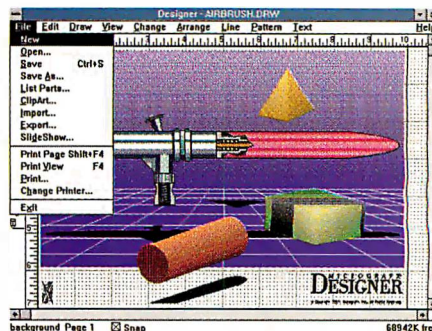 Designer - AIRBRUSH.DRW
File Edit Draw View Change Arrange Line Pattern Text Help
New
Open...
Save Ctrl+S
Save As...
List Parts...
ClipArt...
Import...
Export...
SlideShow...
Print Page Shift+F4
Print View F4
Print...
Change Printer...
Exit
MICROGRAFX
DESIGNER
background Page 1 Snap 68942K free